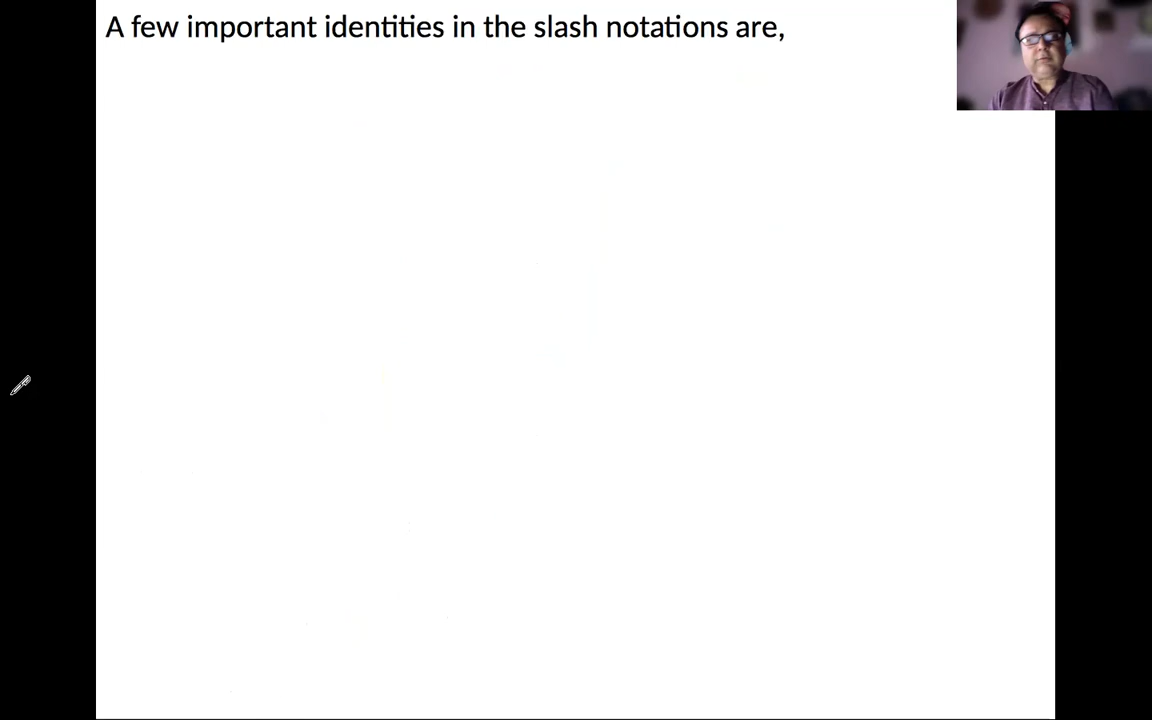 A few important identities in the slash notations are,